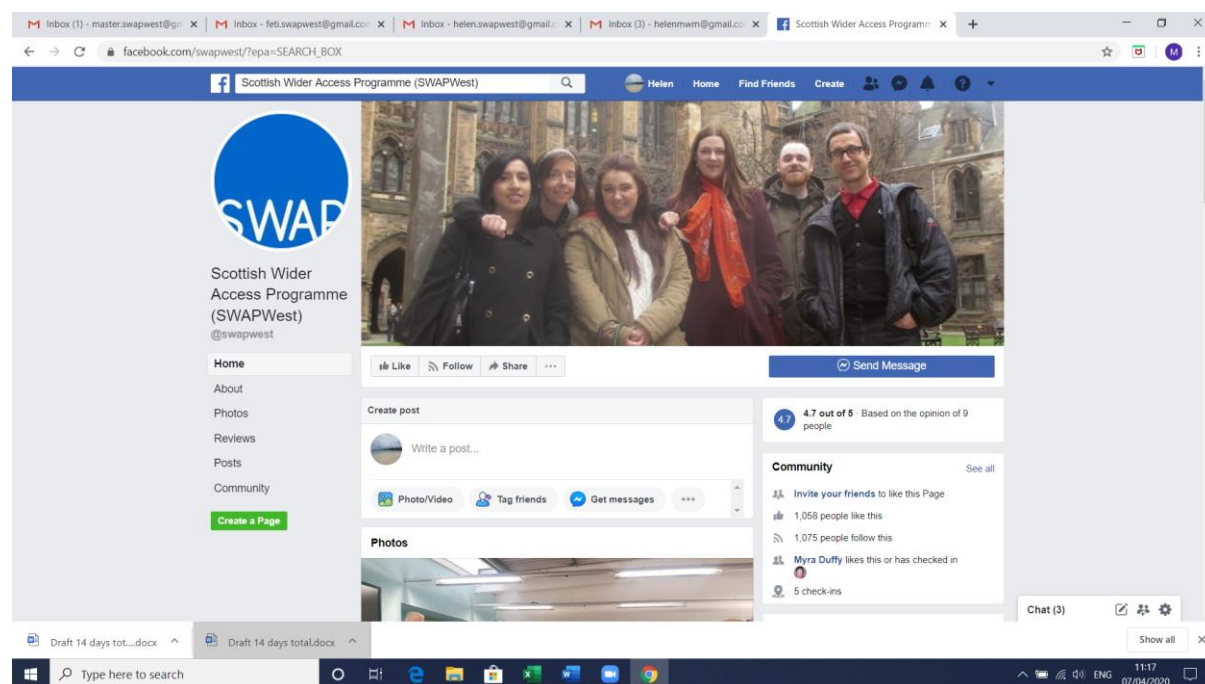 Inbox (1) - master.swapwest@gm
Inbox - feti.swapwest@gmail.com
Inbox - helen.swapwest@gmail.c
Inbox (3) - helenmwm@gmail.co
Scottish Wider Access Programm
facebook.com/swapwest/?epa=SEARCH_BOX
M
Scottish Wider Access Programme (SWAPWest)
Helen Home Find Friends Create
SWAP
Scottish Wider
Access Programme
(SWAPWest)
@swapwest
Home
About
Photos
Reviews
Posts
Community
Create a Page
Like Follow Share ...
Send Message
Create post
Write a post...
Photo/Video Tag friends Get messages
Photos
4.7
4.7 out of 5 · Based on the opinion of 9
people
Community See all
Invite your friends to like this Page
1,058 people like this
1,075 people follow this
Myra Duffy likes this or has checked in
5 check-ins
Chat (3)
Draft 14 days tot....docx
Draft 14 days total.docx
Show all
Type here to search
ENG
11:17
07/04/2020